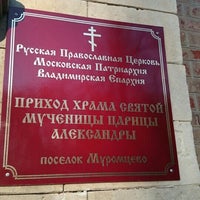 Русская Православная Церковь
Московская Патриархия
Владимирская Епархия
ПРИХОД ХРАМА СВЯТОЙ
МУЧЕНИЦЫ ЦАРИЦЫ
АЛЕКСАНДРЫ
поселок Муромцево